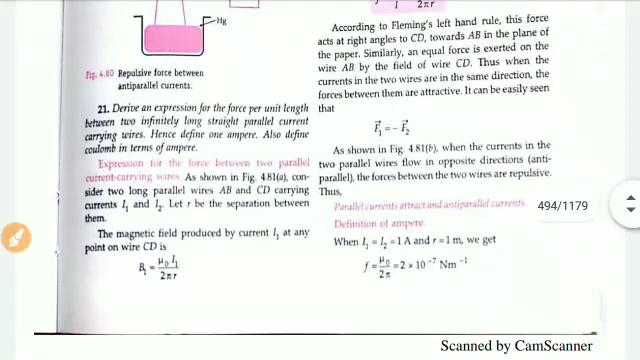 Hg
Fig. 4.80 Repulsive force between
antiparallel currents.
21. Derive an expression for the force per unit length
between two infinitely long straight parallel current
carrying wires. Hence define one ampere. Also define
coulomb in terms of ampere.
Expression for the force between two parallel
current-carrying wires. As shown in Fig. 4.81(a), con-
sider two long parallel wires AB and CD carrying
currents I₁ and I₂. Let r be the separation between
them.
The magnetic field produced by current I₁ at any
point on wire CD is
B₁ = μ₀ I₁ / 2πr
l 2πr
According to Fleming's left hand rule, this force
acts at right angles to CD, towards AB in the plane of
the paper. Similarly, an equal force is exerted on the
wire AB by the field of wire CD. Thus when the
currents in the two wires are in the same direction, the
forces between them are attractive. It can be easily seen
that
F⃗₁ = − F⃗₂
As shown in Fig. 4.81(b), when the currents in the
two parallel wires flow in opposite directions (anti-
parallel), the forces between the two wires are repulsive.
Thus,
Parallel currents attract and antiparallel currents
Definition of ampere.
When I₁ = I₂ = 1 A and r = 1 m, we get
f = μ₀ / 2π = 2 × 10⁻⁷ Nm⁻¹
494/1179
Scanned by CamScanner